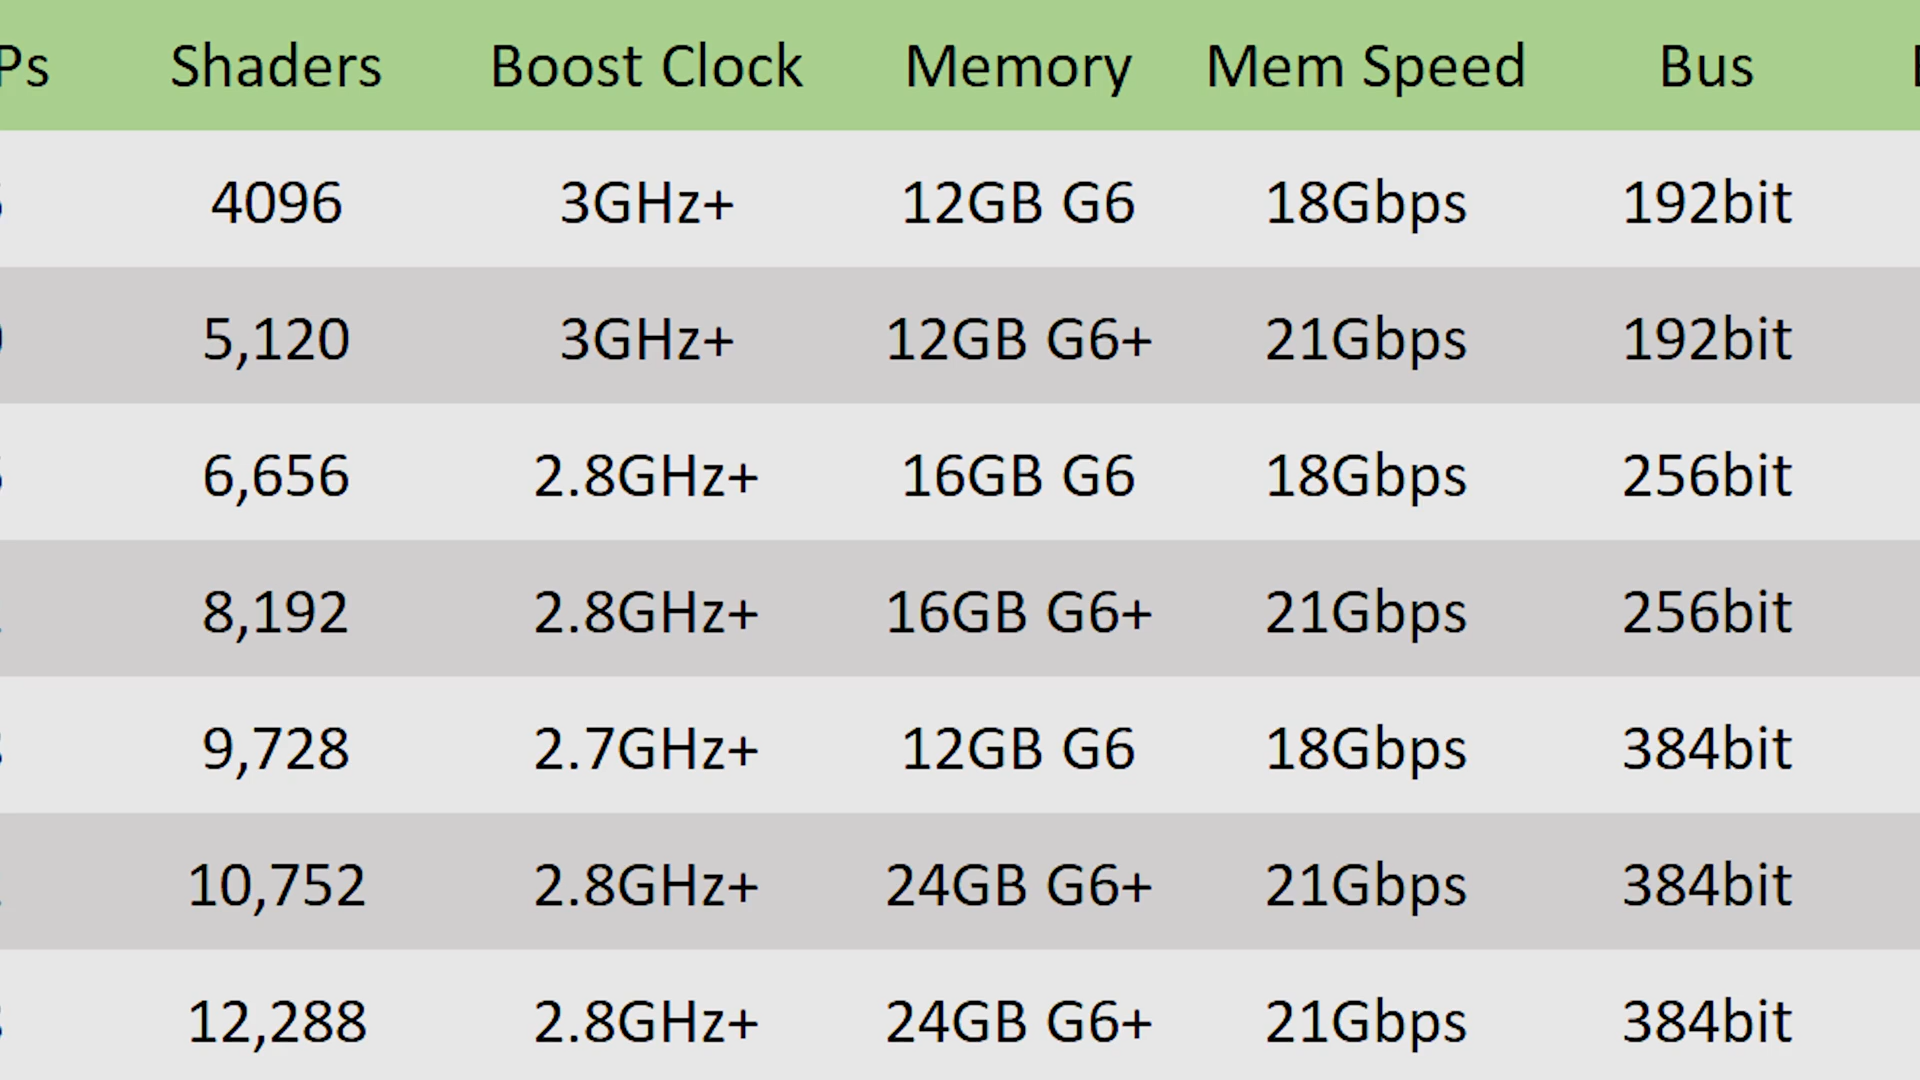 Ps Shaders Boost Clock Memory Mem Speed Bus
4096 3GHz+ 12GB G6 18Gbps 192bit
5,120 3GHz+ 12GB G6+ 21Gbps 192bit
6,656 2.8GHz+ 16GB G6 18Gbps 256bit
8,192 2.8GHz+ 16GB G6+ 21Gbps 256bit
9,728 2.7GHz+ 12GB G6 18Gbps 384bit
10,752 2.8GHz+ 24GB G6+ 21Gbps 384bit
12,288 2.8GHz+ 24GB G6+ 21Gbps 384bit